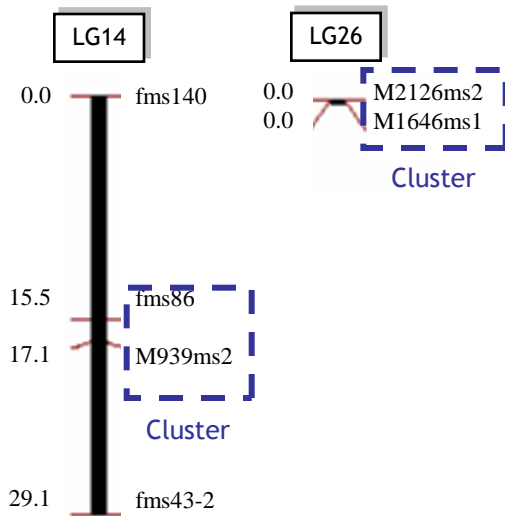 LG14
0.0 fms140
15.5 fms86
17.1 M939ms2
Cluster
29.1 fms43-2
LG26
0.0 M2126ms2
0.0 M1646ms1
Cluster